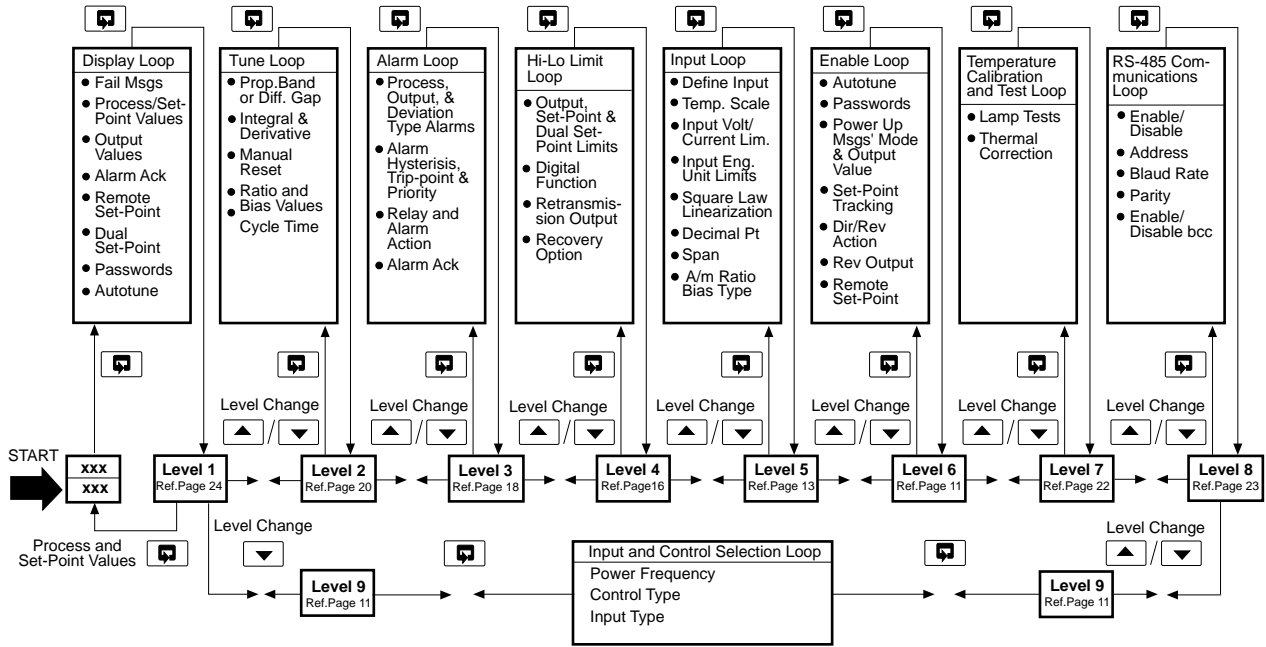 Display Loop
Fail Msgs
Process/Set-
Point Values
Output
Values
Alarm Ack
Remote
Set-Point
Dual
Set-Point
Passwords
Autotune
Tune Loop
Prop.Band
or Diff. Gap
Integral &
Derivative
Manual
Reset
Ratio and
Bias Values
Cycle Time
Alarm Loop
Process,
Output, &
Deviation
Type Alarms
Alarm
Hysterisis,
Trip-point &
Priority
Relay and
Alarm
Action
Alarm Ack
Hi-Lo Limit
Loop
Output,
Set-Point &
Dual Set-
Point Limits
Digital
Function
Retransmis-
sion Output
Recovery
Option
Input Loop
Define Input
Temp. Scale
Input Volt/
Current Lim.
Input Eng.
Unit Limits
Square Law
Linearization
Decimal Pt
Span
A/m Ratio
Bias Type
Enable Loop
Autotune
Passwords
Power Up
Msgs' Mode
& Output
Value
Set-Point
Tracking
Dir/Rev
Action
Rev Output
Remote
Set-Point
Temperature
Calibration
and Test Loop
Lamp Tests
Thermal
Correction
RS-485 Com-
munications
Loop
Enable/
Disable
Address
Blaud Rate
Parity
Enable/
Disable bcc
Level Change
/
Level Change
/
Level Change
/
Level Change
/
Level Change
/
Level Change
/
Level Change
/
START
xxx
xxx
Level 1
Ref.Page 24
Level 2
Ref.Page 20
Level 3
Ref.Page 18
Level 4
Ref.Page16
Level 5
Ref.Page 13
Level 6
Ref.Page 11
Level 7
Ref.Page 22
Level 8
Ref.Page 23
Process and
Set-Point Values
Level Change
Level 9
Ref.Page 11
Input and Control Selection Loop
Power Frequency
Control Type
Input Type
Level Change
/
Level 9
Ref.Page 11